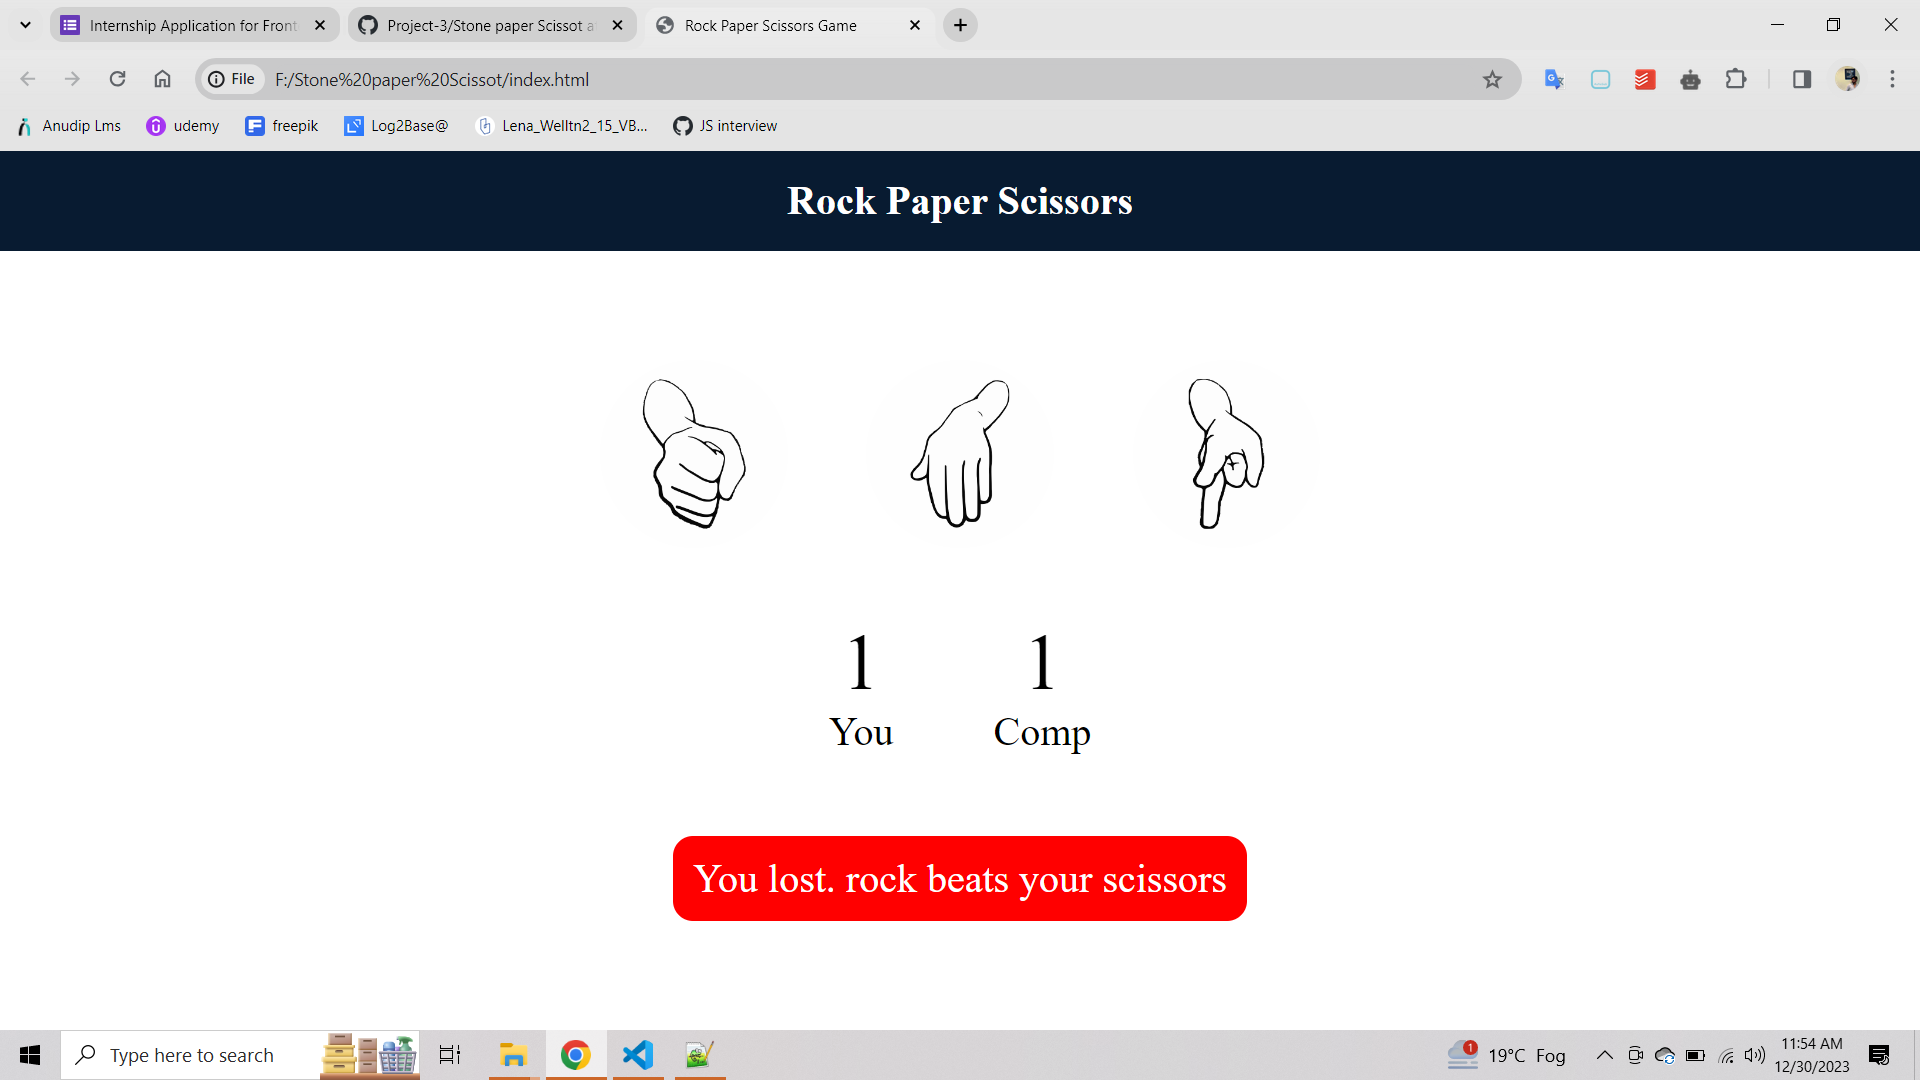 Internship Application for Front
Project-3/Stone paper Scissot a
Rock Paper Scissors Game
File
F:/Stone%20paper%20Scissot/index.html
Anudip Lms
udemy
freepik
Log2Base@
Lena_Welltn2_15_VB...
JS interview
Rock Paper Scissors
1
1
You
Comp
You lost. rock beats your scissors
Type here to search
1
19°C Fog
11:54 AM
12/30/2023
3